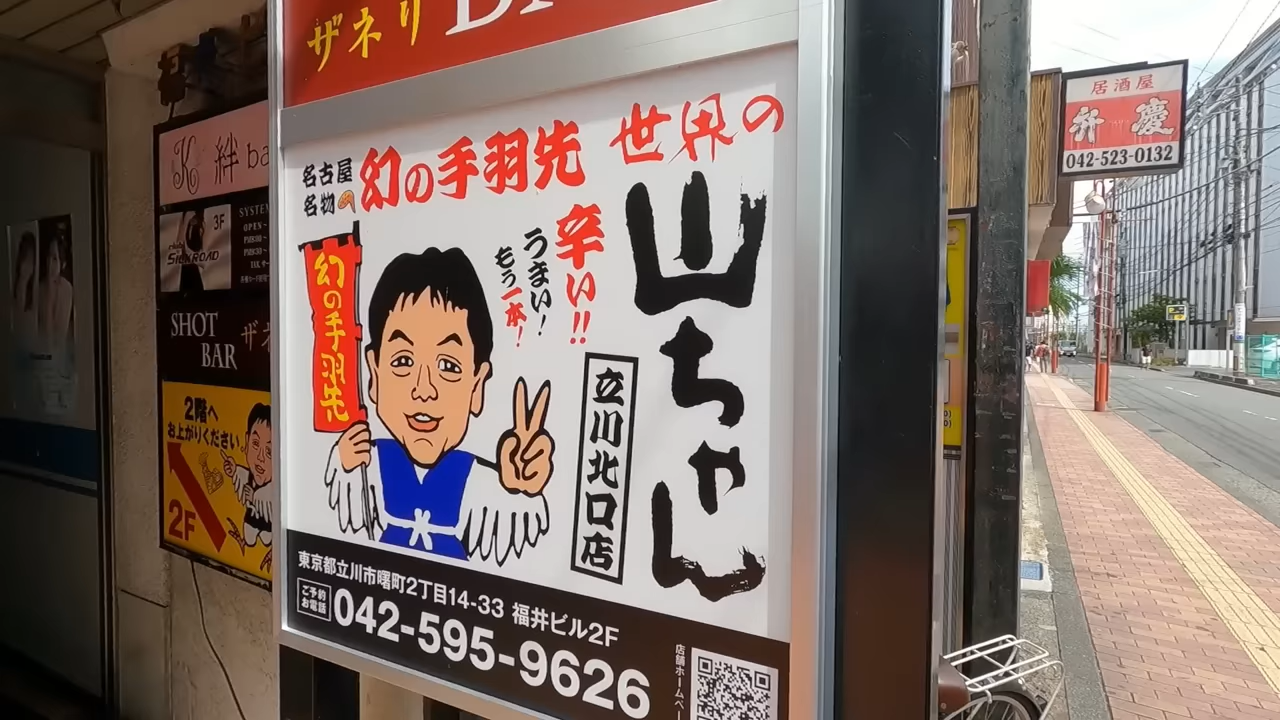 ザネリ
世界の
山ちゃん
名古屋
名物
幻の手羽先
辛い!!
うまい!
もう一本!
幻の手羽先
立川北口店
東京都立川市曙町2丁目14-33 福井ビル2F
ご予約
お電話
042-595-9626
店舗ホームペー
K 絆 ba
3F
SILKROAD
SYSTEM
OPEN
SHOT
BAR
ザネ
2階へ
お上がりください
2F
居酒屋
弁慶
042-523-0132